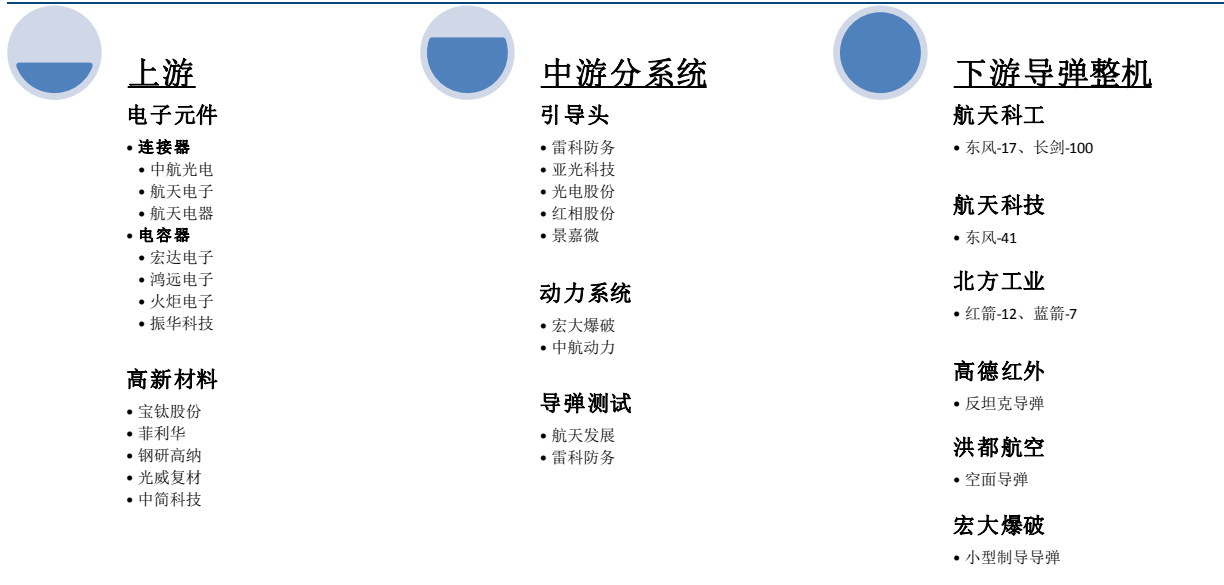 上游
电子元件
• 连接器
• 中航光电
• 航天电子
• 航天电器
• 电容器
• 宏达电子
• 鸿远电子
• 火炬电子
• 振华科技
高新材料
• 宝钛股份
• 菲利华
• 钢研高纳
• 光威复材
• 中简科技
中游分系统
引导头
• 雷科防务
• 亚光科技
• 光电股份
• 红相股份
• 景嘉微
动力系统
• 宏大爆破
• 中航动力
导弹测试
• 航天发展
• 雷科防务
下游导弹整机
航天科工
• 东风-17、长剑-100
航天科技
• 东风-41
北方工业
• 红箭-12、蓝箭-7
高德红外
• 反坦克导弹
洪都航空
• 空面导弹
宏大爆破
• 小型制导导弹